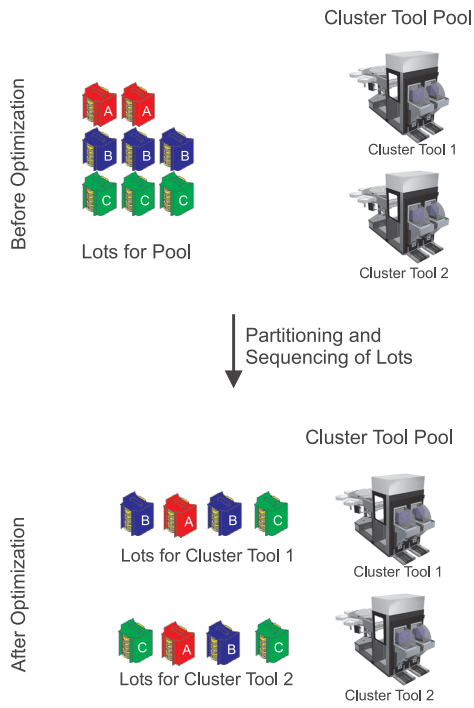 Cluster Tool Pool
Before Optimization
A A
B B B
C C C
Lots for Pool
Cluster Tool 1
Cluster Tool 2
Partitioning and
Sequencing of Lots
Cluster Tool Pool
After Optimization
B A B C
Lots for Cluster Tool 1
Cluster Tool 1
C A B C
Lots for Cluster Tool 2
Cluster Tool 2